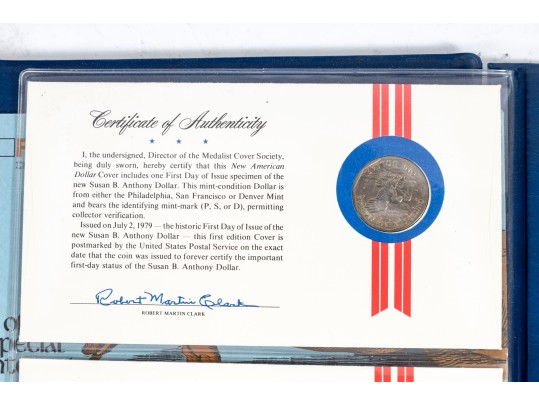 Certificate of Authenticity
I, the undersigned, Director of the Medalist Cover Society,
being duly sworn, hereby certify that this New American
Dollar Cover includes one First Day of Issue specimen of the
new Susan B. Anthony Dollar. This mint-condition Dollar is
from either the Philadelphia, San Francisco or Denver Mint
and bears the identifying mint-mark (P, S, or D), permitting
collector verification.
Issued on July 2, 1979 — the historic First Day of Issue of the
new Susan B. Anthony Dollar — this first edition Cover is
postmarked by the United States Postal Service on the exact
date that the coin was issued to forever certify the important
first-day status of the Susan B. Anthony Dollar.
Robert Martin Clark
ROBERT MARTIN CLARK